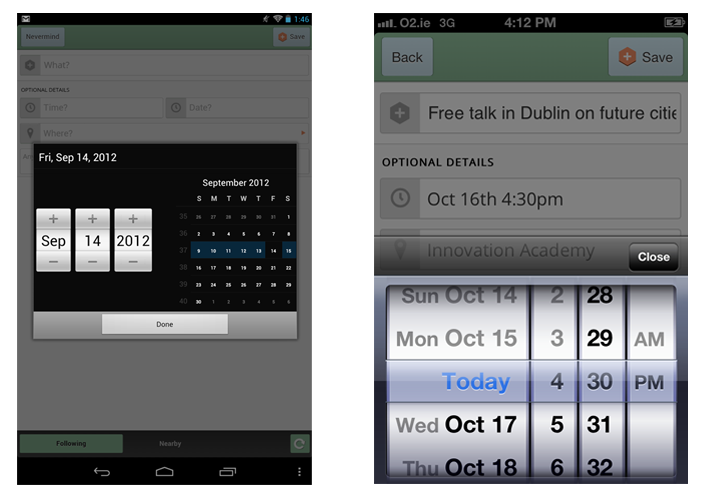 1:46
Nevermind
Save
What?
OPTIONAL DETAILS
Time?
Date?
Where?
*
Fri, Sep 14, 2012
September 2012
S M T W T F S
35 26 27 28 29 30 31 1
36 2 3 4 5 6 7 8
37 9 10 11 12 13 14 15
38 16 17 18 19 20 21 22
39 23 24 25 26 27 28 29
40 30 1 2 3 4 5 6
+ + +
Sep 14 2012
− − −
Done
Following
Nearby
O2.ie 3G 4:12 PM
Back
Save
Free talk in Dublin on future citie
OPTIONAL DETAILS
Oct 16th 4:30pm
Innovation Academy
Close
Sun Oct 14 2 28
Mon Oct 15 3 29 AM
Today 4 30 PM
Wed Oct 17 5 31
Thu Oct 18 6 32